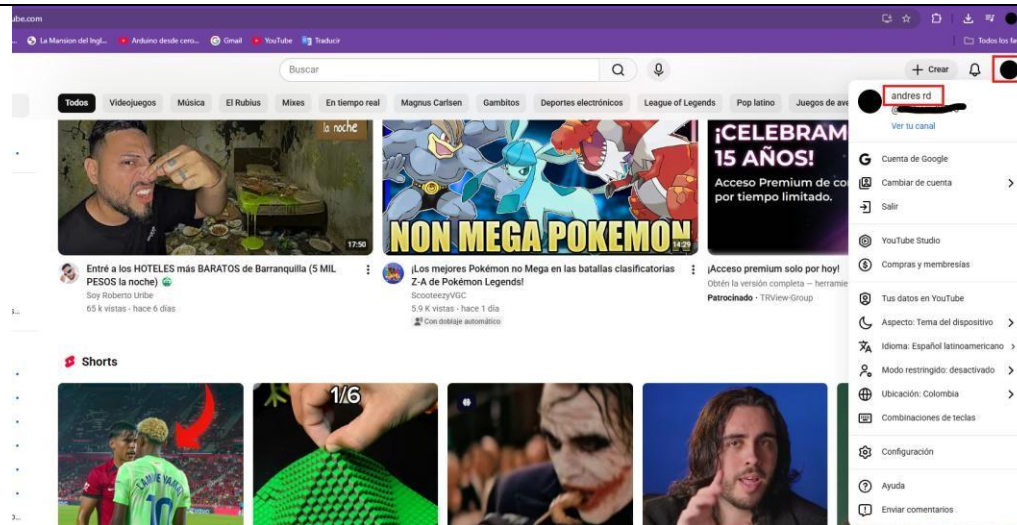 ube.com
La Mansion del Ingl...
Arduino desde cero...
Gmail
YouTube
Traducir
Todos los fa
Buscar
Crear
Todos
Videojuegos
Música
El Rubius
Mixes
En tiempo real
Magnus Carlsen
Gambitos
Deportes electrónicos
League of Legends
Pop latino
Juegos de ave
andres rd
@
Ver tu canal
la noche
17:50
NON MEGA POKEMON
14:29
¡CELEBRAM
15 AÑOS!
Acceso Premium de co
por tiempo limitado.
Entré a los HOTELES más BARATOS de Barranquilla (5 MIL
PESOS la noche)
Soy Roberto Uribe
65 k vistas · hace 6 días
¡Los mejores Pokémon no Mega en las batallas clasificatorias
Z-A de Pokémon Legends!
ScooteezyVGC
5.9 K vistas · hace 1 día
Con doblaje automático
¡Acceso premium solo por hoy!
Obtén la versión completa — herramie
Patrocinado · TRView-Group
Shorts
LAMINE YAMAL
10
1/6
Cuenta de Google
Cambiar de cuenta
Salir
YouTube Studio
Compras y membresías
Tus datos en YouTube
Aspecto: Tema del dispositivo
Idioma: Español latinoamericano
Modo restringido: desactivado
Ubicación: Colombia
Combinaciones de teclas
Configuración
Ayuda
Enviar comentarios